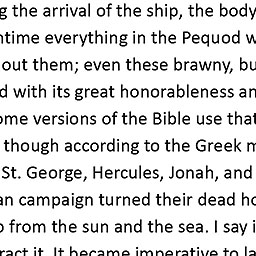 g the arrival of the ship, the body
ntime everything in the Pequod w
out them; even these brawny, bu
d with its great honorableness an
ome versions of the Bible use that
though according to the Greek m
St. George, Hercules, Jonah, and
an campaign turned their dead ho
o from the sun and the sea. I say i
ract it. It became imperative to la